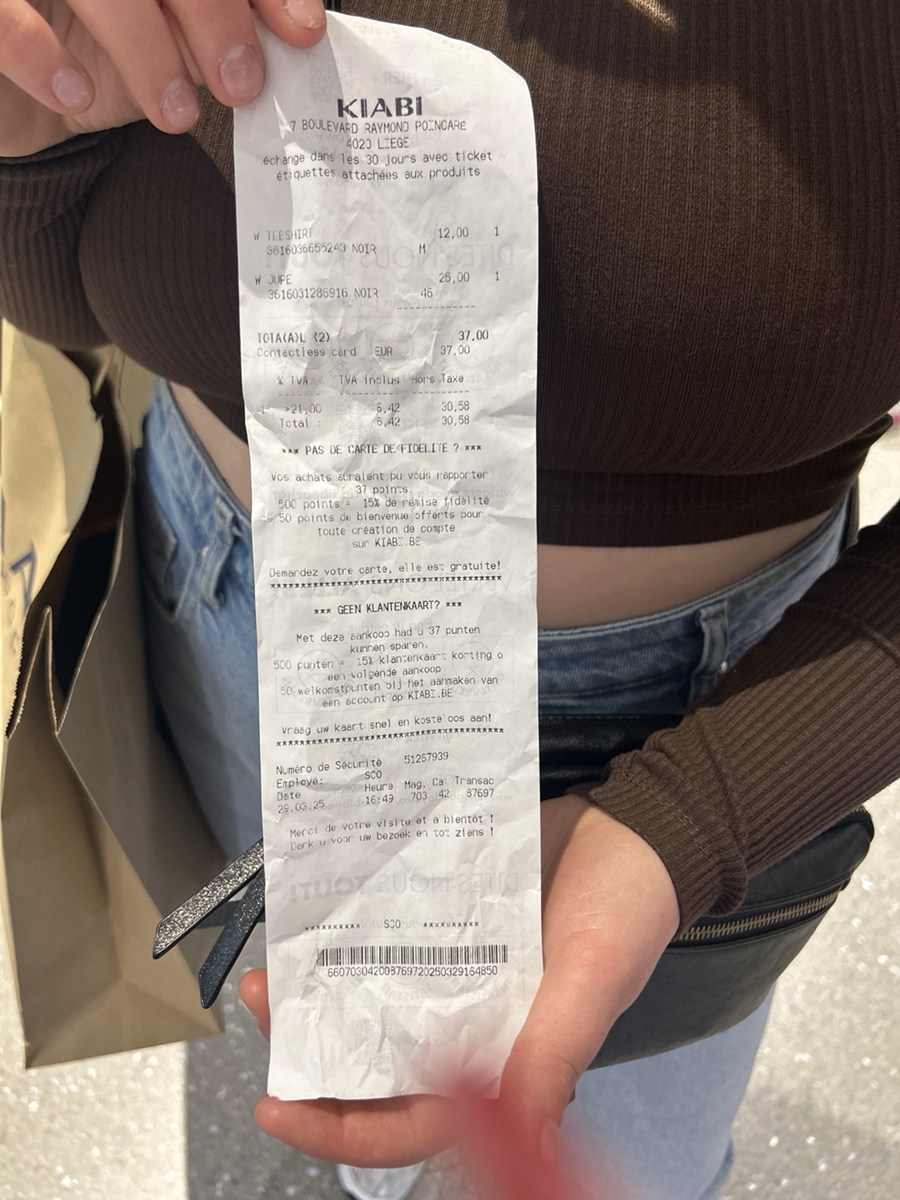 KIABI
7 BOULEVARD RAYMOND POINCARE
4020 LIEGE
échange dans les 30 jours avec ticket
étiquettes attachées aux produits
W TEESHIRT 12,00 1
3616036655243 NOIR M
W JUPE 25,00 1
3616031286916 NOIR 46
------------
TOTA(A)L (2) 37,00
Contactless card EUR 37,00
% TVA TVA inclus Hors Taxe
>21,00 6,42 30,58
Total : 6,42 30,58
*** PAS DE CARTE DE FIDELITE ? ***
Vos achats auraient pu vous rapporter
37 points.
500 points = 15% de remise fidélité
50 points de bienvenue offerts pour
toute création de compte
sur KIABI.BE
Demandez votre carte, elle est gratuite!
****************************************
*** GEEN KLANTENKAART? ***
Met deze aankoop had u 37 punten
kunnen sparen.
500 punten = 15% klantenkaart korting o
een volgende aankoop
50 welkomstpunten bij het aanmaken van
een account op KIABI.BE
Vraag uw kaart snel en kosteloos aan!
****************************************
Numéro de Sécurité 51267939
Employé: SCO
Date Heure Mag. Ca Transac
29.03.25 16:49 703 42 87697
Merci de votre visite et a bientot !
Dank u voor uw bezoek en tot ziens !
********** SCO **********
660703042008769720250329164850